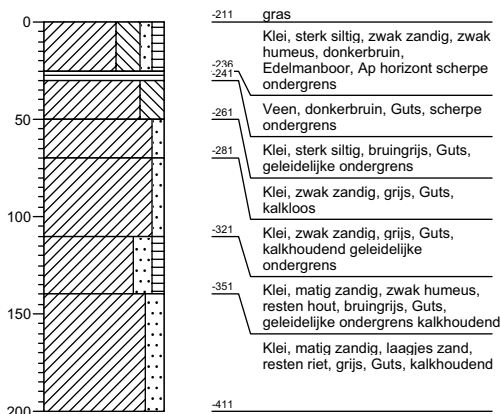 0
50
100
150
200
-211
gras
Klei, sterk siltig, zwak zandig, zwak
humeus, donkerbruin,
Edelmanboor, Ap horizont scherpe
ondergrens
-236
-241
Veen, donkerbruin, Guts, scherpe
ondergrens
-261
Klei, sterk siltig, bruingrijs, Guts,
geleidelijke ondergrens
-281
Klei, zwak zandig, grijs, Guts,
kalkloos
-321
Klei, zwak zandig, grijs, Guts,
kalkhoudend geleidelijke
ondergrens
-351
Klei, matig zandig, zwak humeus,
resten hout, bruingrijs, Guts,
geleidelijke ondergrens kalkhoudend
Klei, matig zandig, laagjes zand,
resten riet, grijs, Guts, kalkhoudend
-411